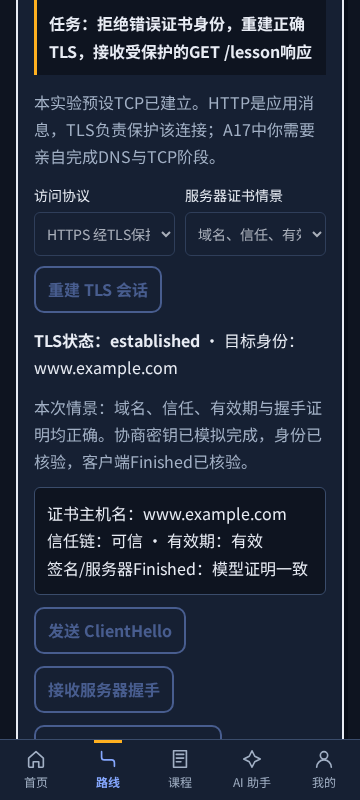 任务：拒绝错误证书身份，重建正确
TLS，接收受保护的GET /lesson响应
本实验预设TCP已建立。HTTP是应用消
息，TLS负责保护该连接；A17中你需要
亲自完成DNS与TCP阶段。
访问协议
服务器证书情景
HTTPS 经TLS保
域名、信任、有
重建 TLS 会话
TLS状态：established · 目标身份：
www.example.com
本次情景：域名、信任、有效期与握手证
明均正确。协商密钥已模拟完成，身份已
核验，客户端Finished已核验。
证书主机名：www.example.com
信任链：可信 · 有效期：有效
签名/服务器Finished：模型证明一致
发送 ClientHello
接收服务器握手
首页
路线
课程
AI 助手
我的